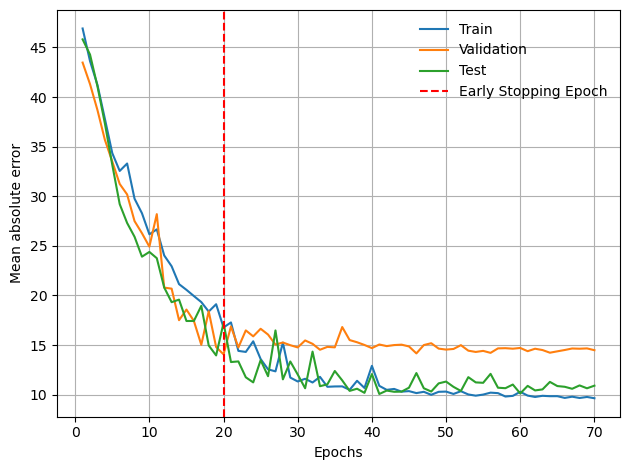 Train
Validation
Test
Early Stopping Epoch
45
40
35
30
25
20
15
10
Mean absolute error
0 10 20 30 40 50 60 70
Epochs